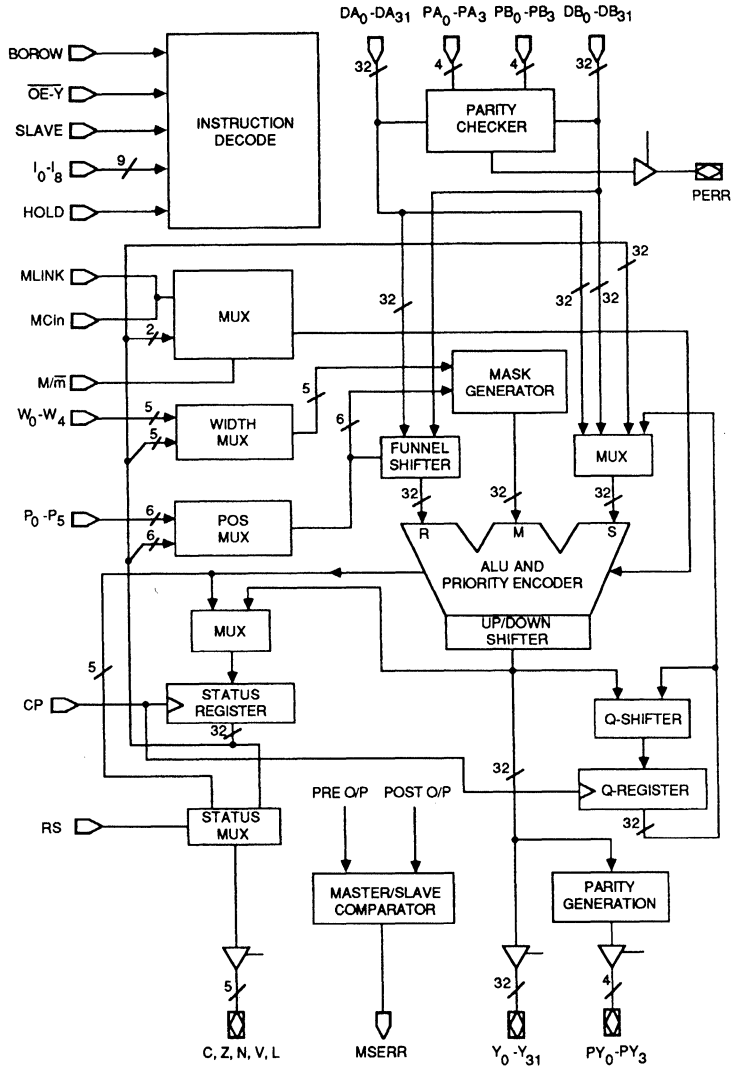 DA0-DA31 PA0-PA3 PB0-PB3 DB0-DB31
32 4 4 32
BOROW
OE-Y
SLAVE
I0-I8 9
HOLD
INSTRUCTION
DECODE
PARITY
CHECKER
PERR
MLINK
MCin
M/m
2
MUX
32
32
32
32
W0-W4 5
5
WIDTH
MUX
5
6
MASK
GENERATOR
FUNNEL
SHIFTER
MUX
P0-P5 6
6
POS
MUX
32 32 32
R M S
ALU AND
PRIORITY ENCODER
UP/DOWN
SHIFTER
MUX
5
CP
STATUS
REGISTER
32
Q-SHIFTER
32
Q-REGISTER
32
RS
STATUS
MUX
PRE O/P POST O/P
MASTER/SLAVE
COMPARATOR
PARITY
GENERATION
5
32
4
C, Z, N, V, L
MSERR
Y0-Y31
PY0-PY3